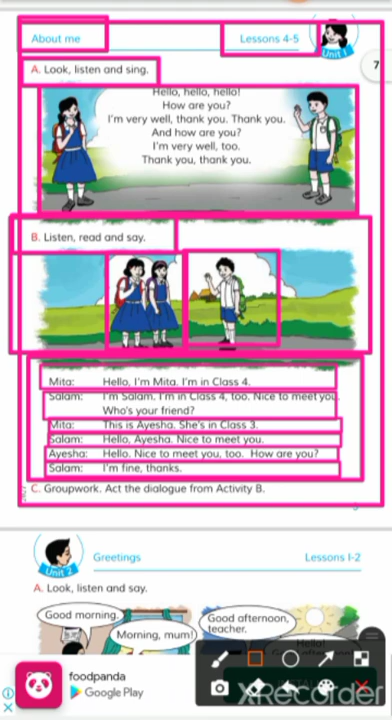 About me
Lessons 4-5
Unit 1
7
A. Look, listen and sing.
Hello, hello, hello!
How are you?
I'm very well, thank you. Thank you.
And how are you?
I'm very well, too.
Thank you, thank you.
B. Listen, read and say.
Mita: Hello, I'm Mita. I'm in Class 4.
Salam: I'm Salam. I'm in Class 4, too. Nice to meet you.
Who's your friend?
Mita: This is Ayesha. She's in Class 3.
Salam: Hello, Ayesha. Nice to meet you.
Ayesha: Hello. Nice to meet you, too. How are you?
Salam: I'm fine, thanks.
C. Groupwork. Act the dialogue from Activity B.
Unit 2
Greetings
Lessons 1-2
A. Look, listen and say.
Good morning.
Morning, mum!
Good afternoon,
teacher.
Hello!
foodpanda
Google Play
XRecorder